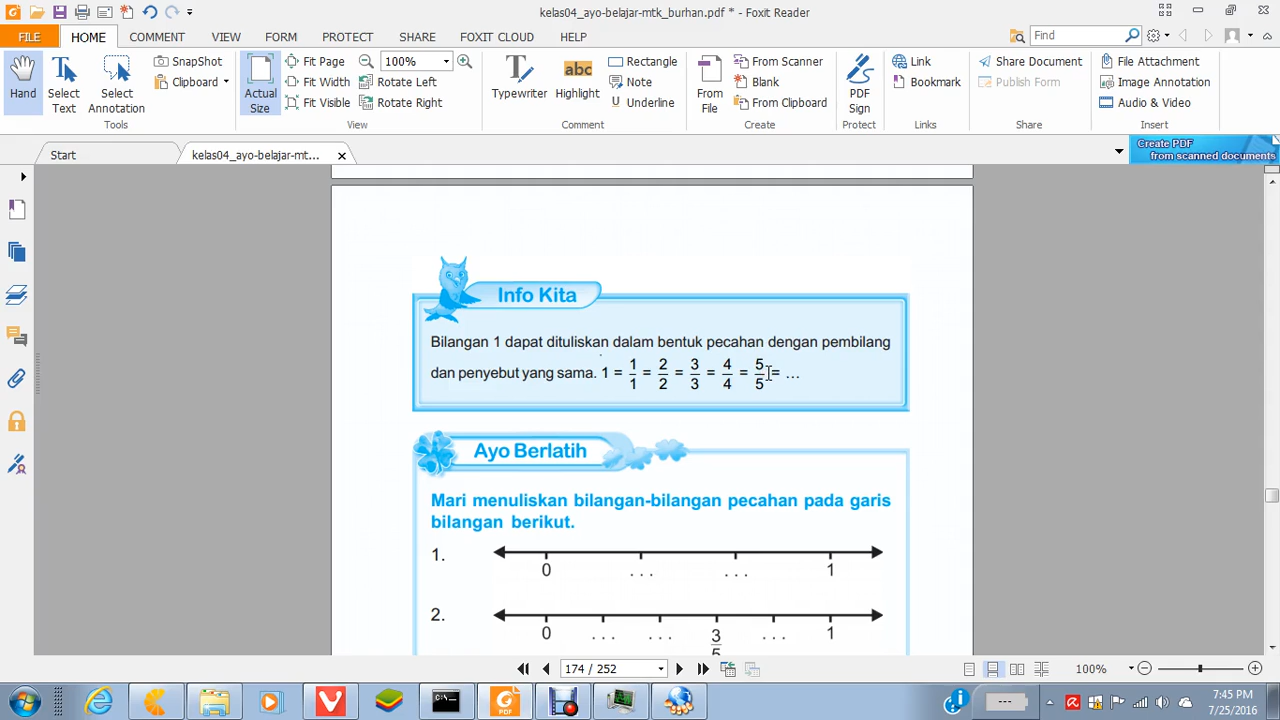 kelas04_ayo-belajar-mtk_burhan.pdf * - Foxit Reader
FILE HOME COMMENT VIEW FORM PROTECT SHARE FOXIT CLOUD HELP Find
Hand Select Text Select Annotation SnapShot Clipboard
Actual Size Fit Page Fit Width Fit Visible 100% Rotate Left Rotate Right
Typewriter Highlight Rectangle Note Underline
From File From Scanner Blank From Clipboard
PDF Sign
Link Bookmark
Share Document Publish Form
File Attachment Image Annotation Audio & Video
Tools View Comment Create Protect Links Share Insert
Start kelas04_ayo-belajar-mt... Create PDF
from scanned documents
Info Kita
Bilangan 1 dapat dituliskan dalam bentuk pecahan dengan pembilang
dan penyebut yang sama. 1 = 1/1 = 2/2 = 3/3 = 4/4 = 5/5 = ...
Ayo Berlatih
Mari menuliskan bilangan-bilangan pecahan pada garis
bilangan berikut.
1.
0 ... ... 1
2.
0 ... ... 3/5 ... 1
174 / 252 100%
PDF
7:45 PM
7/25/2016